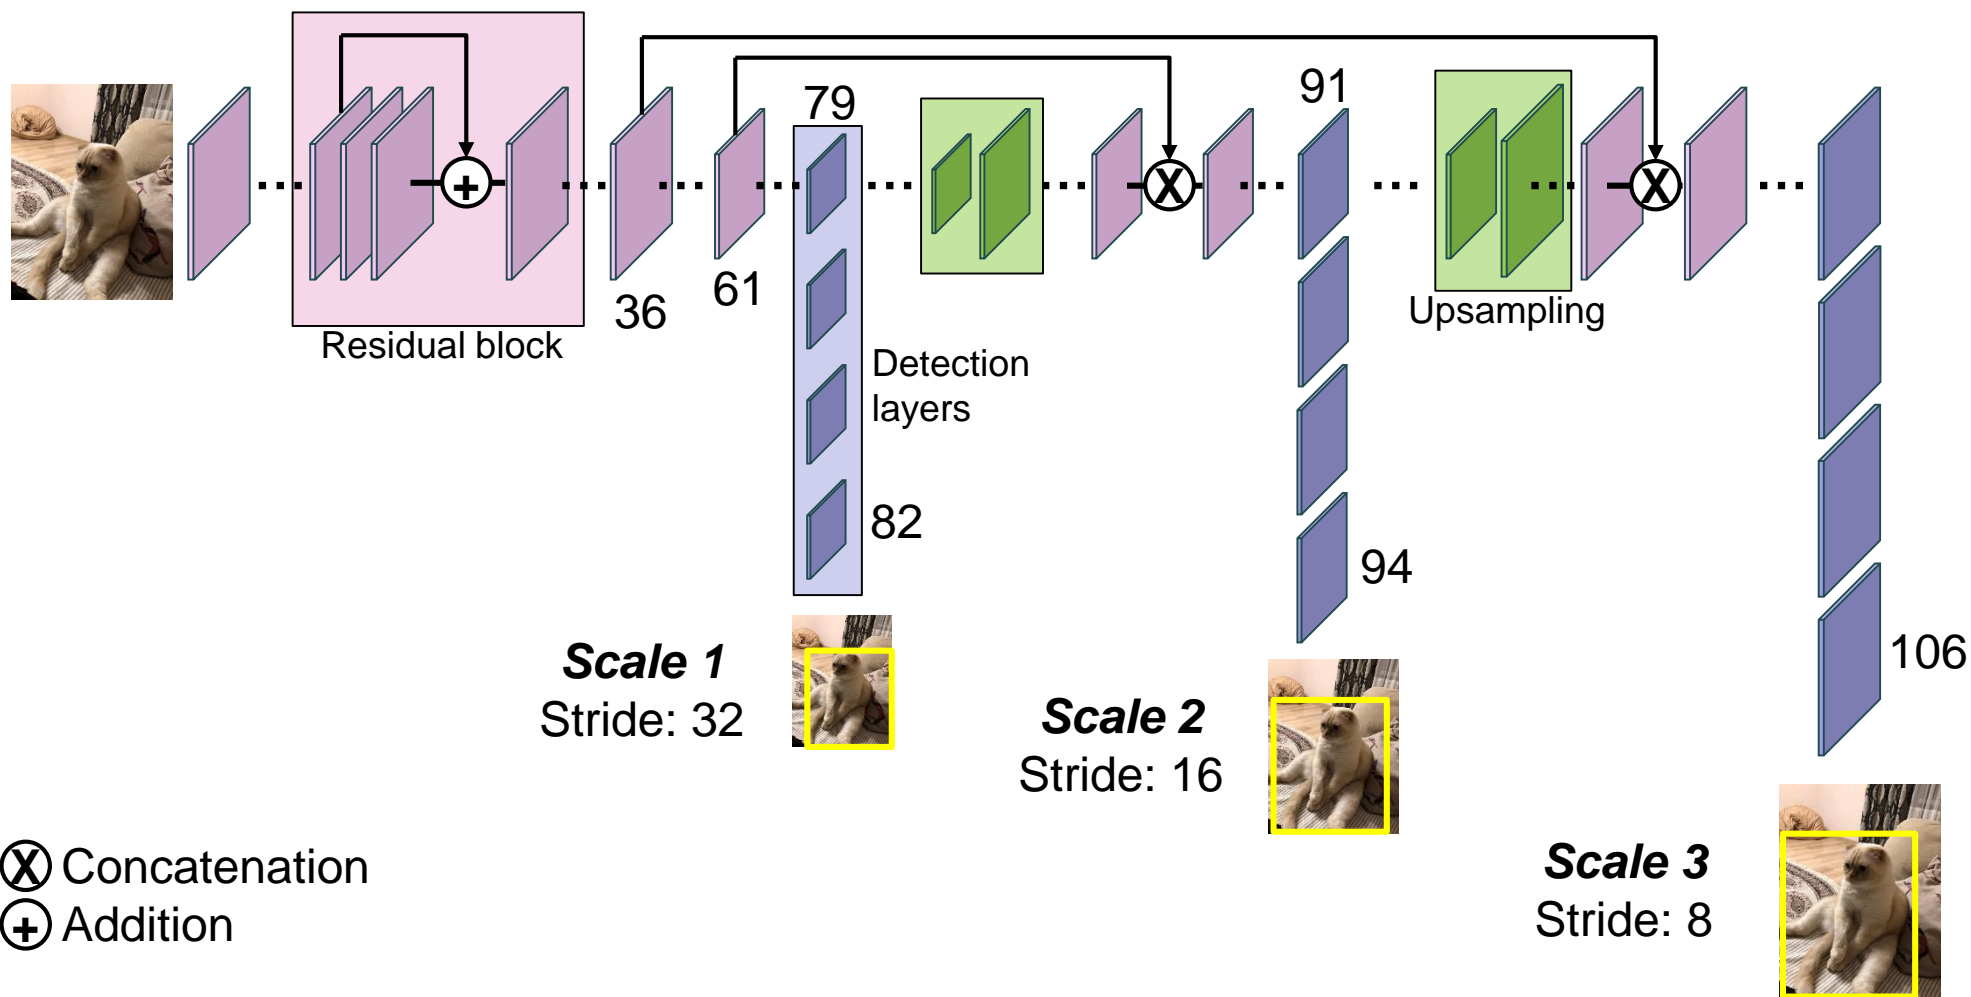 79
91
36
61
Residual block
Upsampling
Detection
layers
82
94
106
Scale 1
Stride: 32
Scale 2
Stride: 16
Scale 3
Stride: 8
X
X
+
X Concatenation
+ Addition